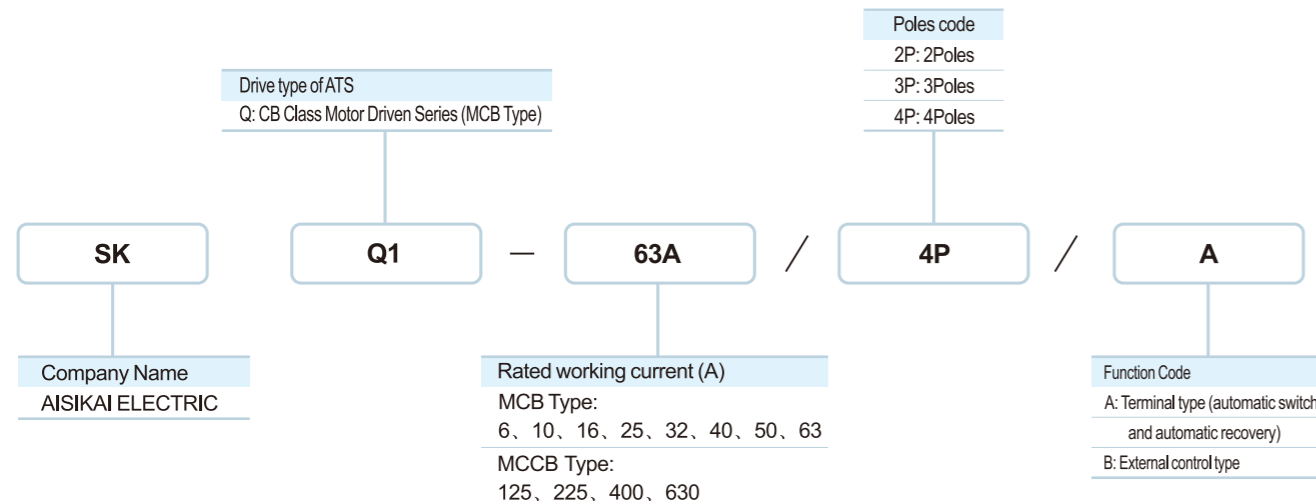 Poles code
2P: 2Poles
3P: 3Poles
4P: 4Poles
Drive type of ATS
Q: CB Class Motor Driven Series (MCB Type)
SK Q1 — 63A / 4P / A
Company Name
AISIKAI ELECTRIC
Rated working current (A)
MCB Type:
6、10、16、25、32、40、50、63
MCCB Type:
125、225、400、630
Function Code
A: Terminal type (automatic switch
and automatic recovery)
B: External control type